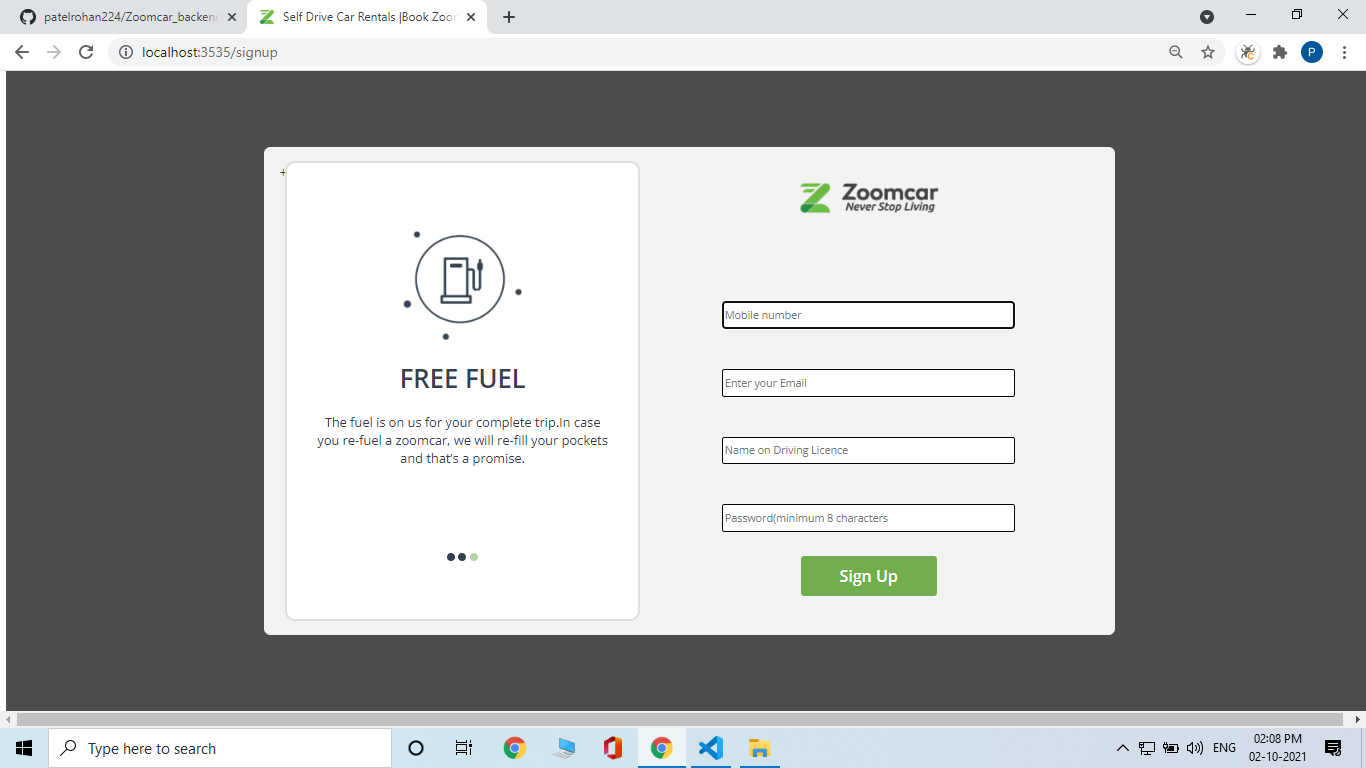 patelrohan224/Zoomcar_backen
Self Drive Car Rentals |Book Zoon
localhost:3535/signup
P
+
Zoomcar
Never Stop Living
FREE FUEL
The fuel is on us for your complete trip.In case
you re-fuel a zoomcar, we will re-fill your pockets
and that's a promise.
Mobile number
Enter your Email
Name on Driving Licence
Password(minimum 8 characters
Sign Up
Type here to search
ENG
02:08 PM
02-10-2021